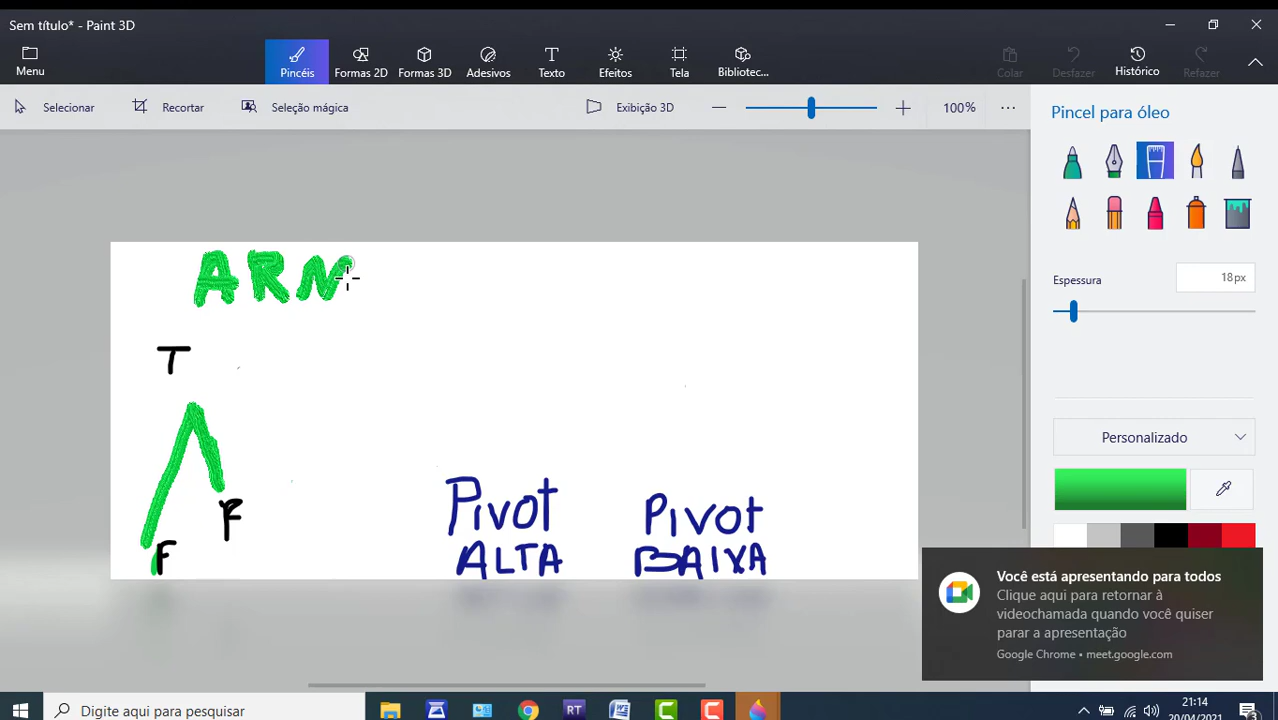 Sem título* - Paint 3D
Menu
Pincéis
Formas 2D
Formas 3D
Adesivos
Texto
Efeitos
Tela
Bibliotec...
Colar
Desfazer
Histórico
Refazer
Selecionar
Recortar
Seleção mágica
Exibição 3D
100%
Pincel para óleo
Espessura
18px
Personalizado
ARN
T
F
F
Pivot
ALTA
Pivot
BAIXA
Você está apresentando para todos
Clique aqui para retornar à
videochamada quando você quiser
parar a apresentação
Google Chrome • meet.google.com
Digite aqui para pesquisar
RT
21:14
20/04/2021